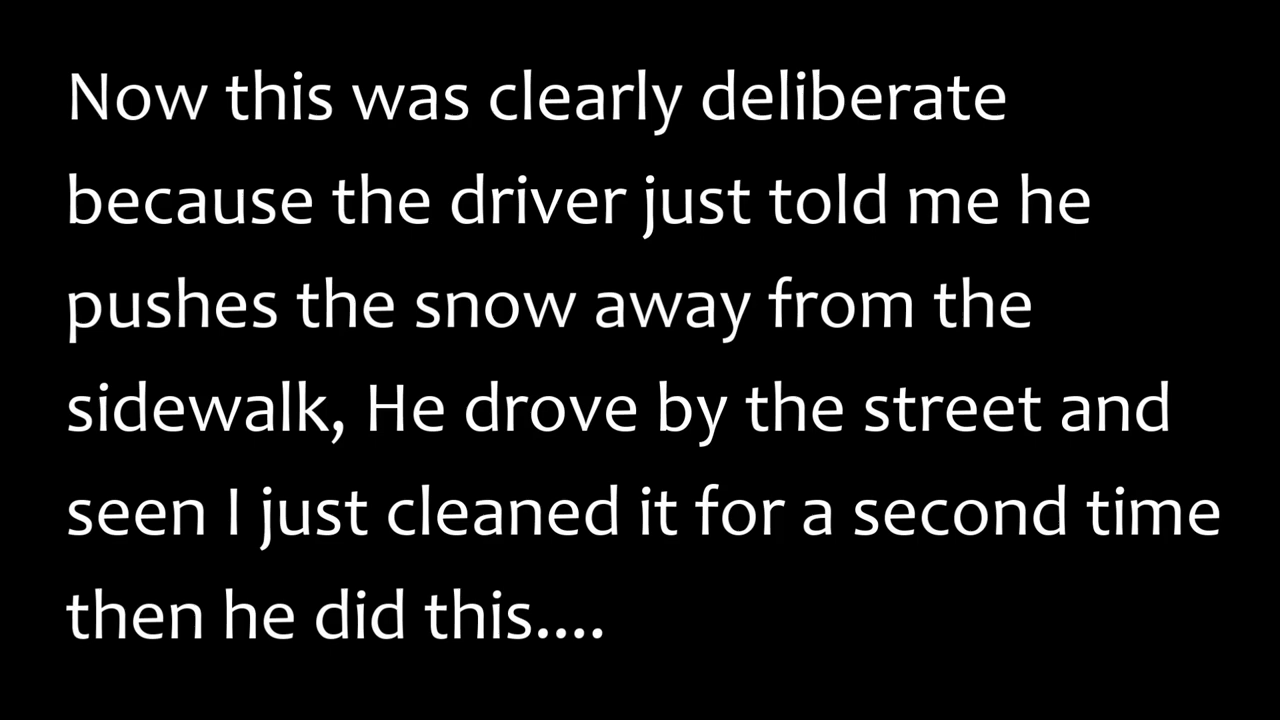 Now this was clearly deliberate
because the driver just told me he
pushes the snow away from the
sidewalk, He drove by the street and
seen I just cleaned it for a second time
then he did this....